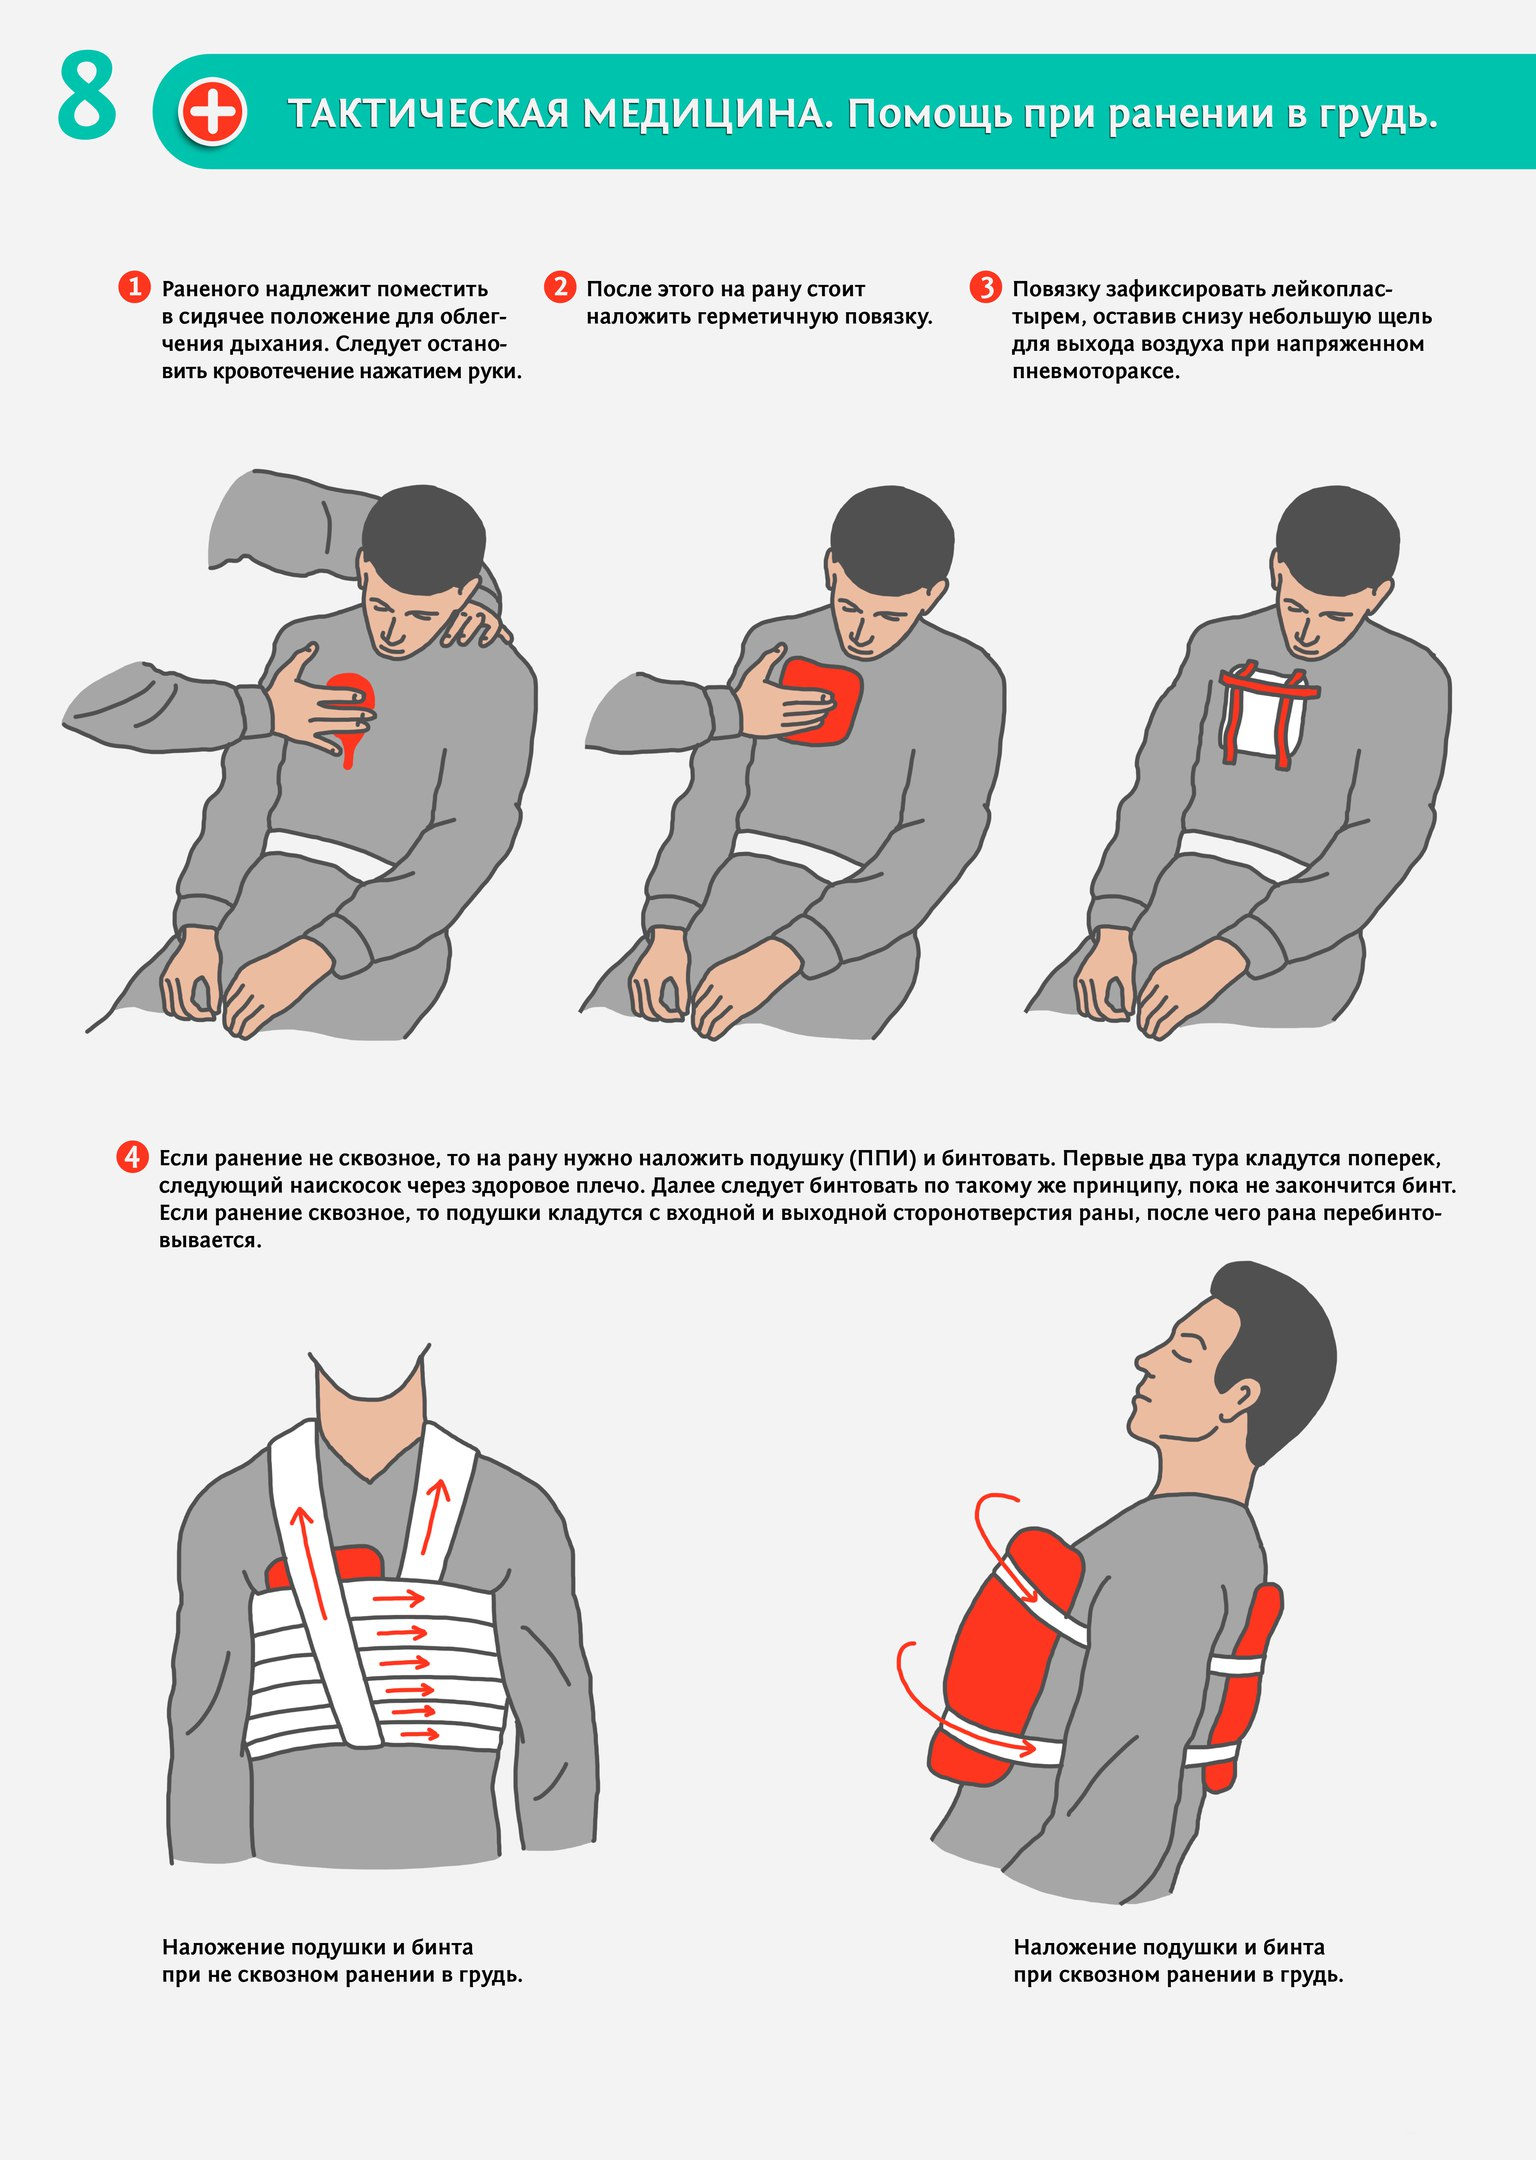 8
ТАКТИЧЕСКАЯ МЕДИЦИНА. Помощь при ранении в грудь.
1
Раненого надлежит поместить
в сидячее положение для облег-
чения дыхания. Следует остано-
вить кровотечение нажатием руки.
2
После этого на рану стоит
наложить герметичную повязку.
3
Повязку зафиксировать лейкоплас-
тырем, оставив снизу небольшую щель
для выхода воздуха при напряженном
пневмотораксе.
4
Если ранение не сквозное, то на рану нужно наложить подушку (ППИ) и бинтовать. Первые два тура кладутся поперек,
следующий наискосок через здоровое плечо. Далее следует бинтовать по такому же принципу, пока не закончится бинт.
Если ранение сквозное, то подушки кладутся с входной и выходной сторонотверстия раны, после чего рана перебинто-
вывается.
Наложение подушки и бинта
при не сквозном ранении в грудь.
Наложение подушки и бинта
при сквозном ранении в грудь.